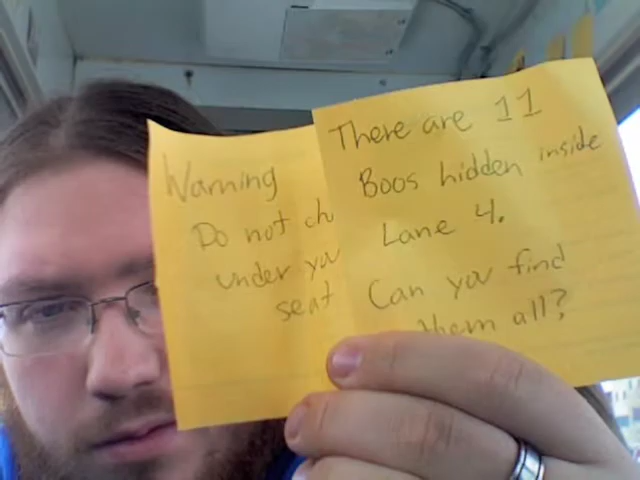 Warning
Do not ch
under you
seat
There are 11
Boos hidden inside
Lane 4.
Can you find
them all?